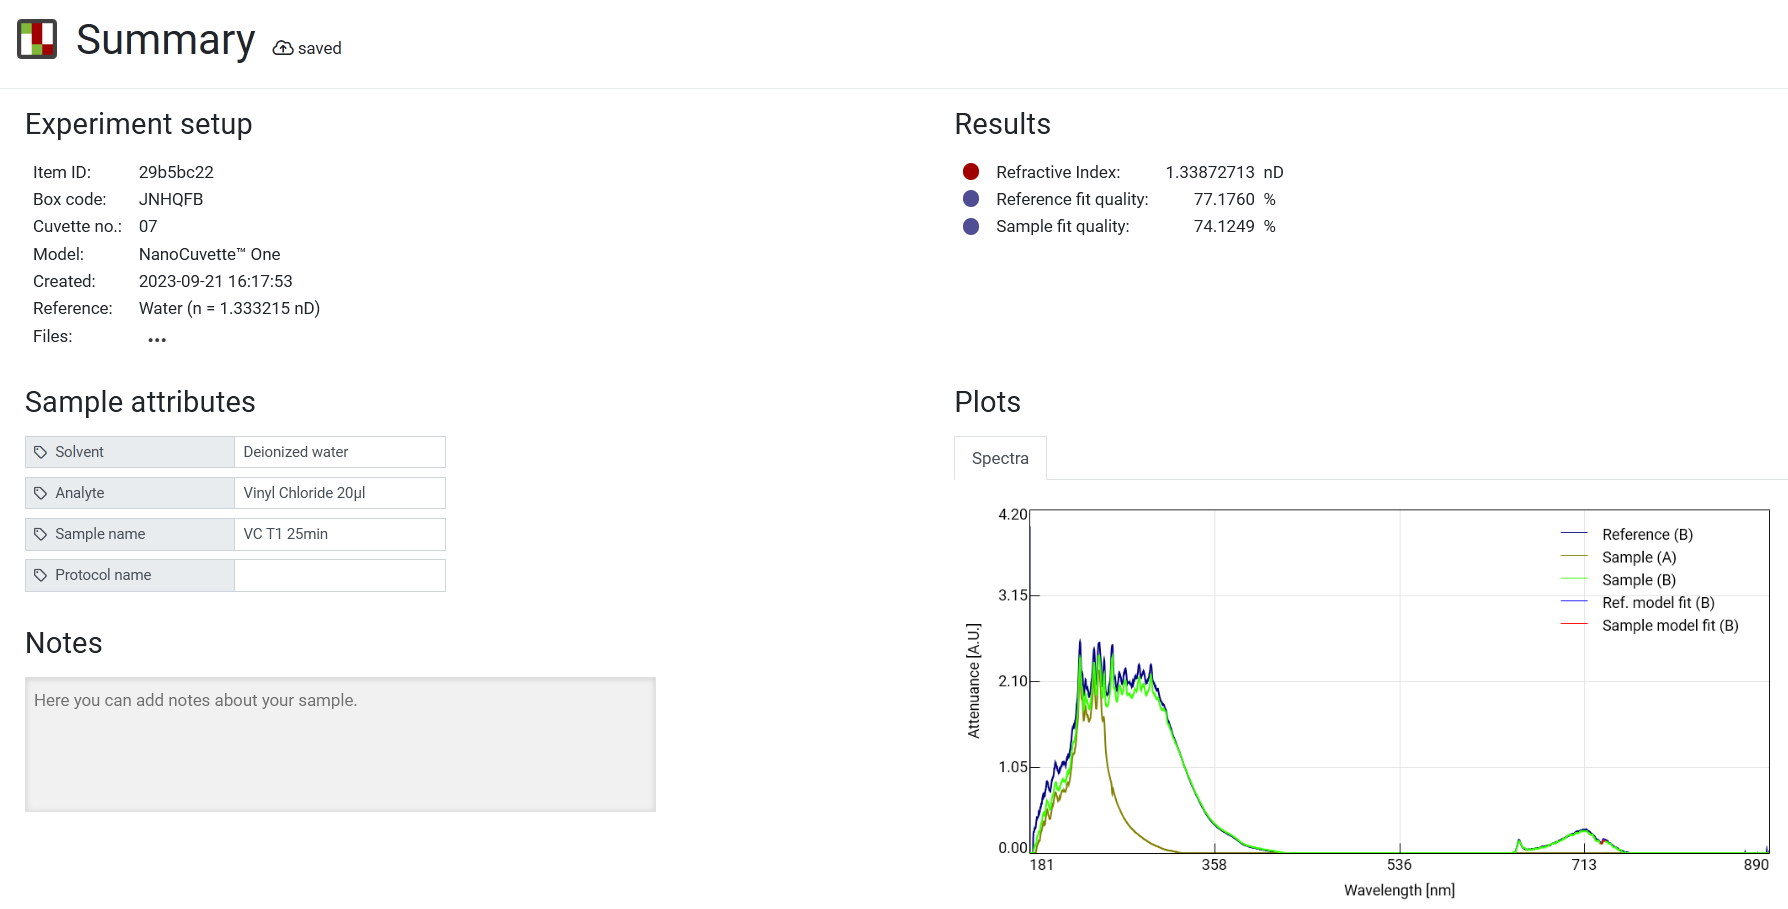 Summary saved
Experiment setup
Item ID: 29b5bc22
Box code: JNHQFB
Cuvette no.: 07
Model: NanoCuvette™ One
Created: 2023-09-21 16:17:53
Reference: Water (n = 1.333215 nD)
Files: •••
Sample attributes
Solvent Deionized water
Analyte Vinyl Chloride 20µl
Sample name VC T1 25min
Protocol name
Notes
Here you can add notes about your sample.
Results
Refractive Index: 1.33872713 nD
Reference fit quality: 77.1760 %
Sample fit quality: 74.1249 %
Plots
Spectra
4.20
3.15
2.10
1.05
0.00
Attenuance [A.U.]
Reference (B)
Sample (A)
Sample (B)
Ref. model fit (B)
Sample model fit (B)
181 358 536 713 890
Wavelength [nm]